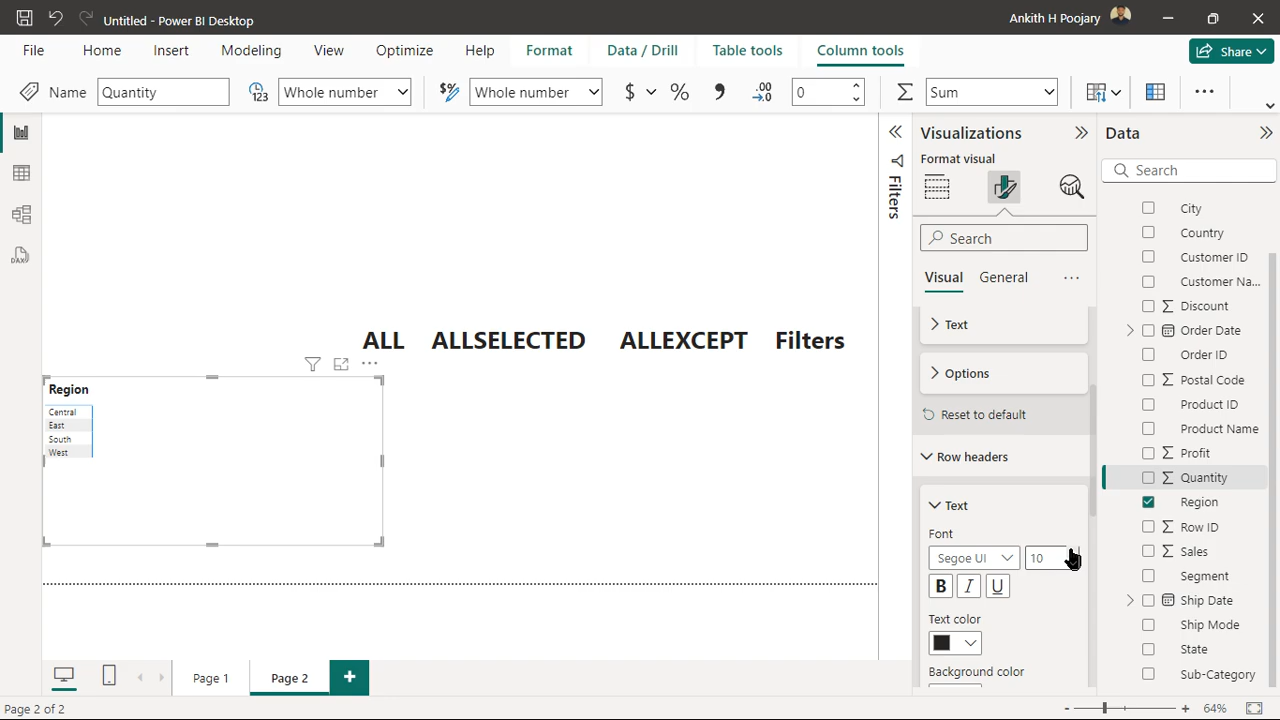 Untitled - Power BI Desktop
Ankith H Poojary
File Home Insert Modeling View Optimize Help Format Data / Drill Table tools Column tools
Share
Name Quantity
123 Whole number
Whole number
$ % 0
Σ Sum
Visualizations
Format visual
Search
Visual General
Text
Options
Reset to default
Row headers
Text
Font
Segoe UI 10
B I U
Text color
Background color
Filters
Data
Search
City
Country
Customer ID
Customer Na...
Σ Discount
Order Date
Order ID
Σ Postal Code
Product ID
Product Name
Σ Profit
Σ Quantity
Region
Σ Row ID
Σ Sales
Segment
Ship Date
Ship Mode
State
Sub-Category
DAX
ALL ALLSELECTED ALLEXCEPT Filters
Region
Central
East
South
West
Page 1 Page 2
Page 2 of 2
64%